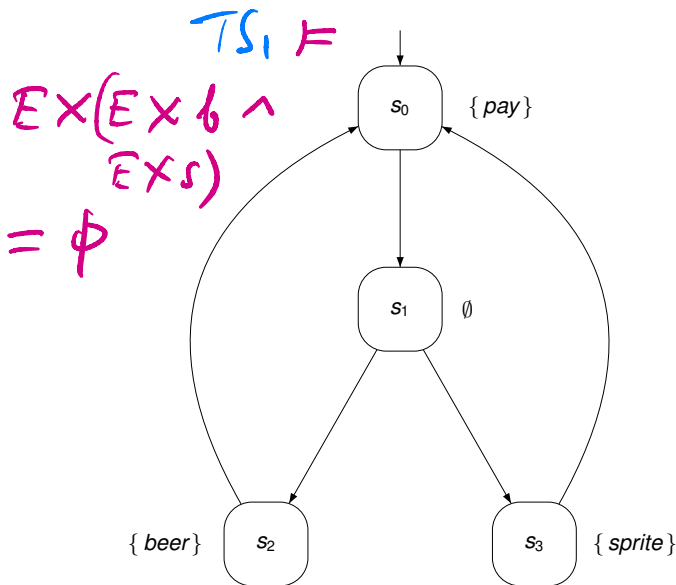 TS₁ ⊨
EX(EX b ∧
EX s)
= ϕ
s₀ { pay }
s₁ ∅
{ beer } s₂
s₃ { sprite }